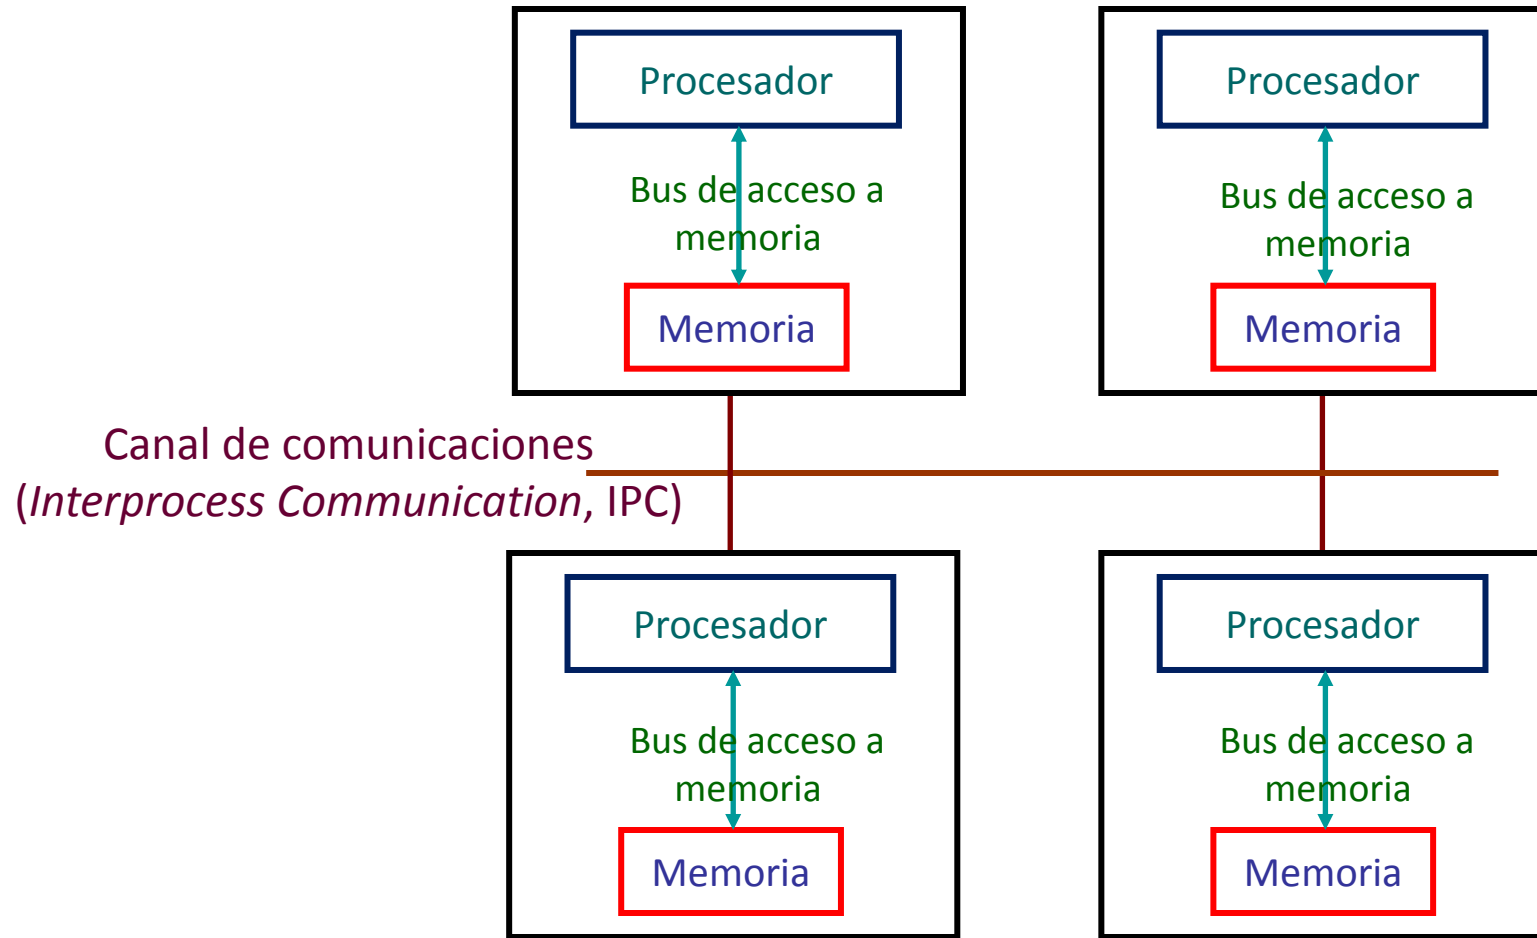 Procesador
Bus de acceso a
memoria
Memoria
Procesador
Bus de acceso a
memoria
Memoria
Canal de comunicaciones
(Interprocess Communication, IPC)
Procesador
Bus de acceso a
memoria
Memoria
Procesador
Bus de acceso a
memoria
Memoria